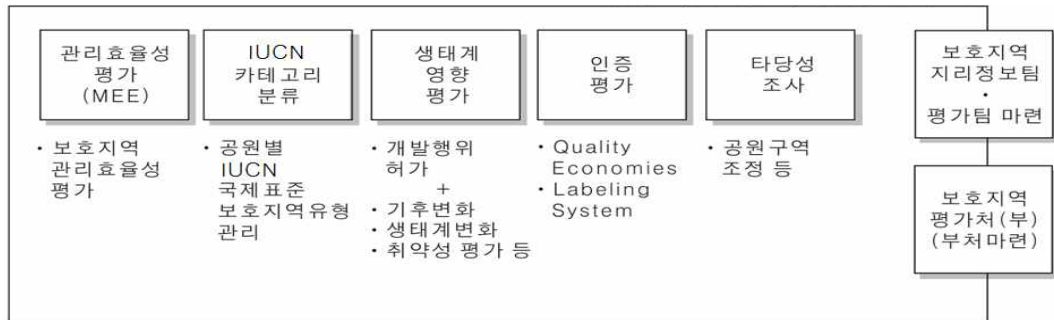 관리효율성
평가
(MEE)
IUCN
카테고리
분류
생태계
영향
평가
인증
평가
타당성
조사
보호지역
지리정보팀
·
평가팀 마련
· 보호지역
관리효율성
평가
· 공원별
IUCN
국제표준
보호지역유형
관리
· 개발행위
허가
+
· 기후변화
· 생태계변화
· 취약성 평가 등
· Quality
Economies
· Labeling
System
· 공원구역
조정 등
보호지역
평가처(부)
(부처마련)